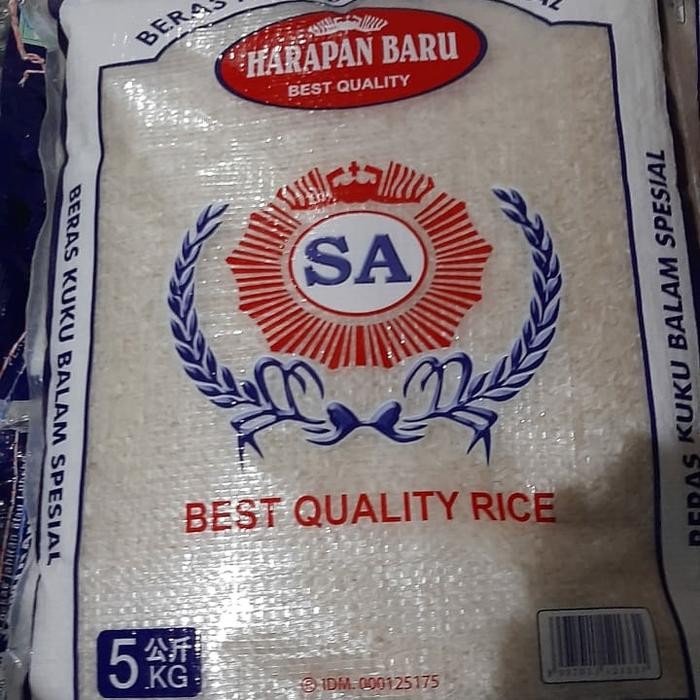 BERAS
HARAPAN BARU
BEST QUALITY
SA
BERAS KUKU BALAM SPESIAL
BERAS KUKU BALAM SPESIAL
BEST QUALITY RICE
5 公斤
KG
® IDM. 000125175